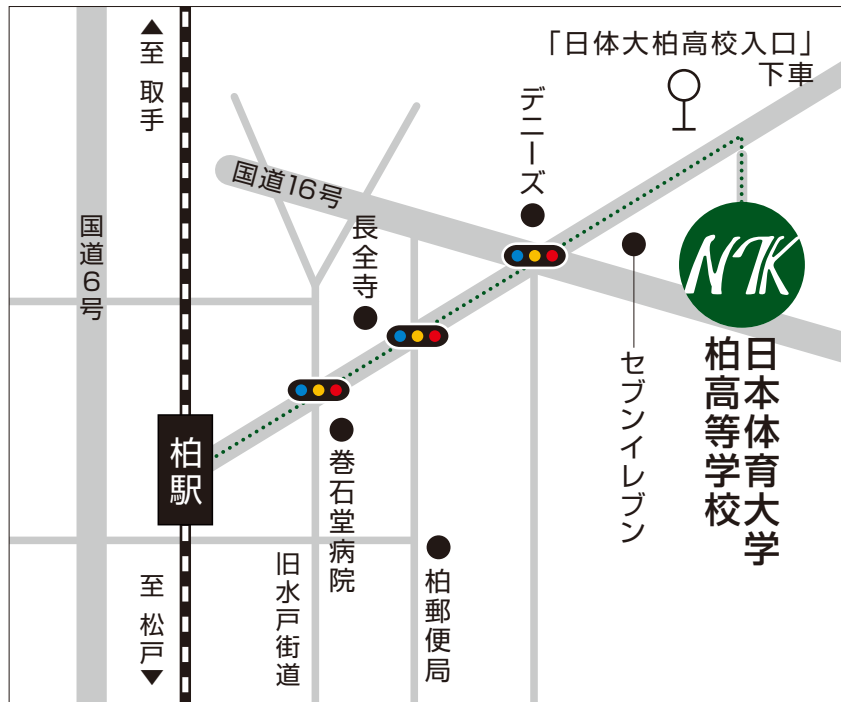 ▲至 取手
「日体大柏高校入口」
下車
デニーズ
国道16号
国道6号
長全寺
NTK
日本体育大学
柏高等学校
セブンイレブン
柏駅
巻石堂病院
旧水戸街道
柏郵便局
至 松戸▼